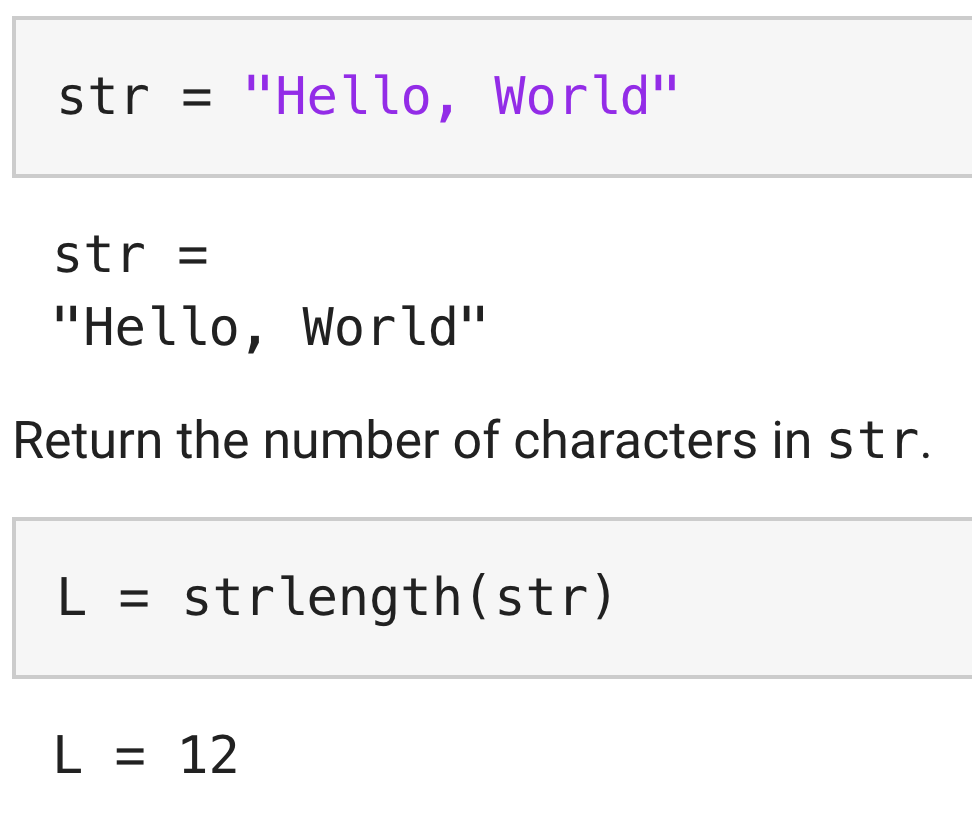 str = "Hello, World"
str =
"Hello, World"
Return the number of characters in str.
L = strlength(str)
L = 12